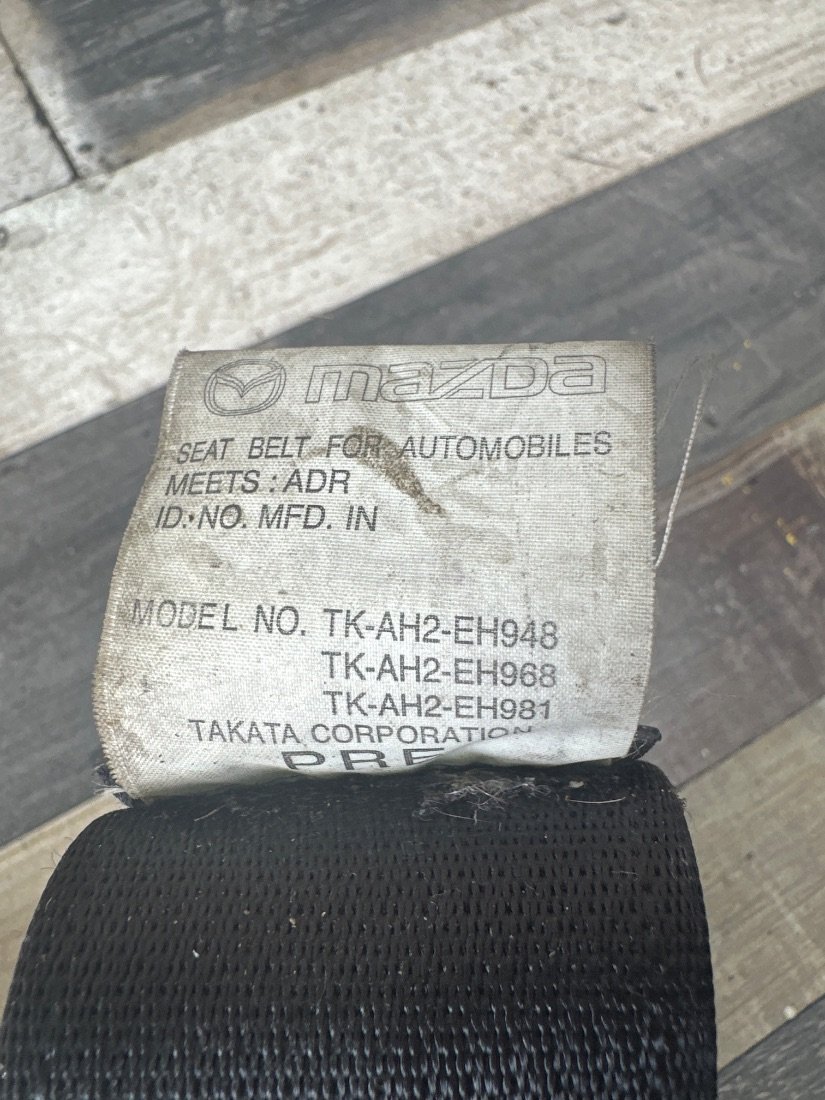 mazda
SEAT BELT FOR AUTOMOBILES
MEETS : ADR
ID. NO. MFD. IN
MODEL NO. TK-AH2-EH948
TK-AH2-EH968
TK-AH2-EH981
TAKATA CORPORATION